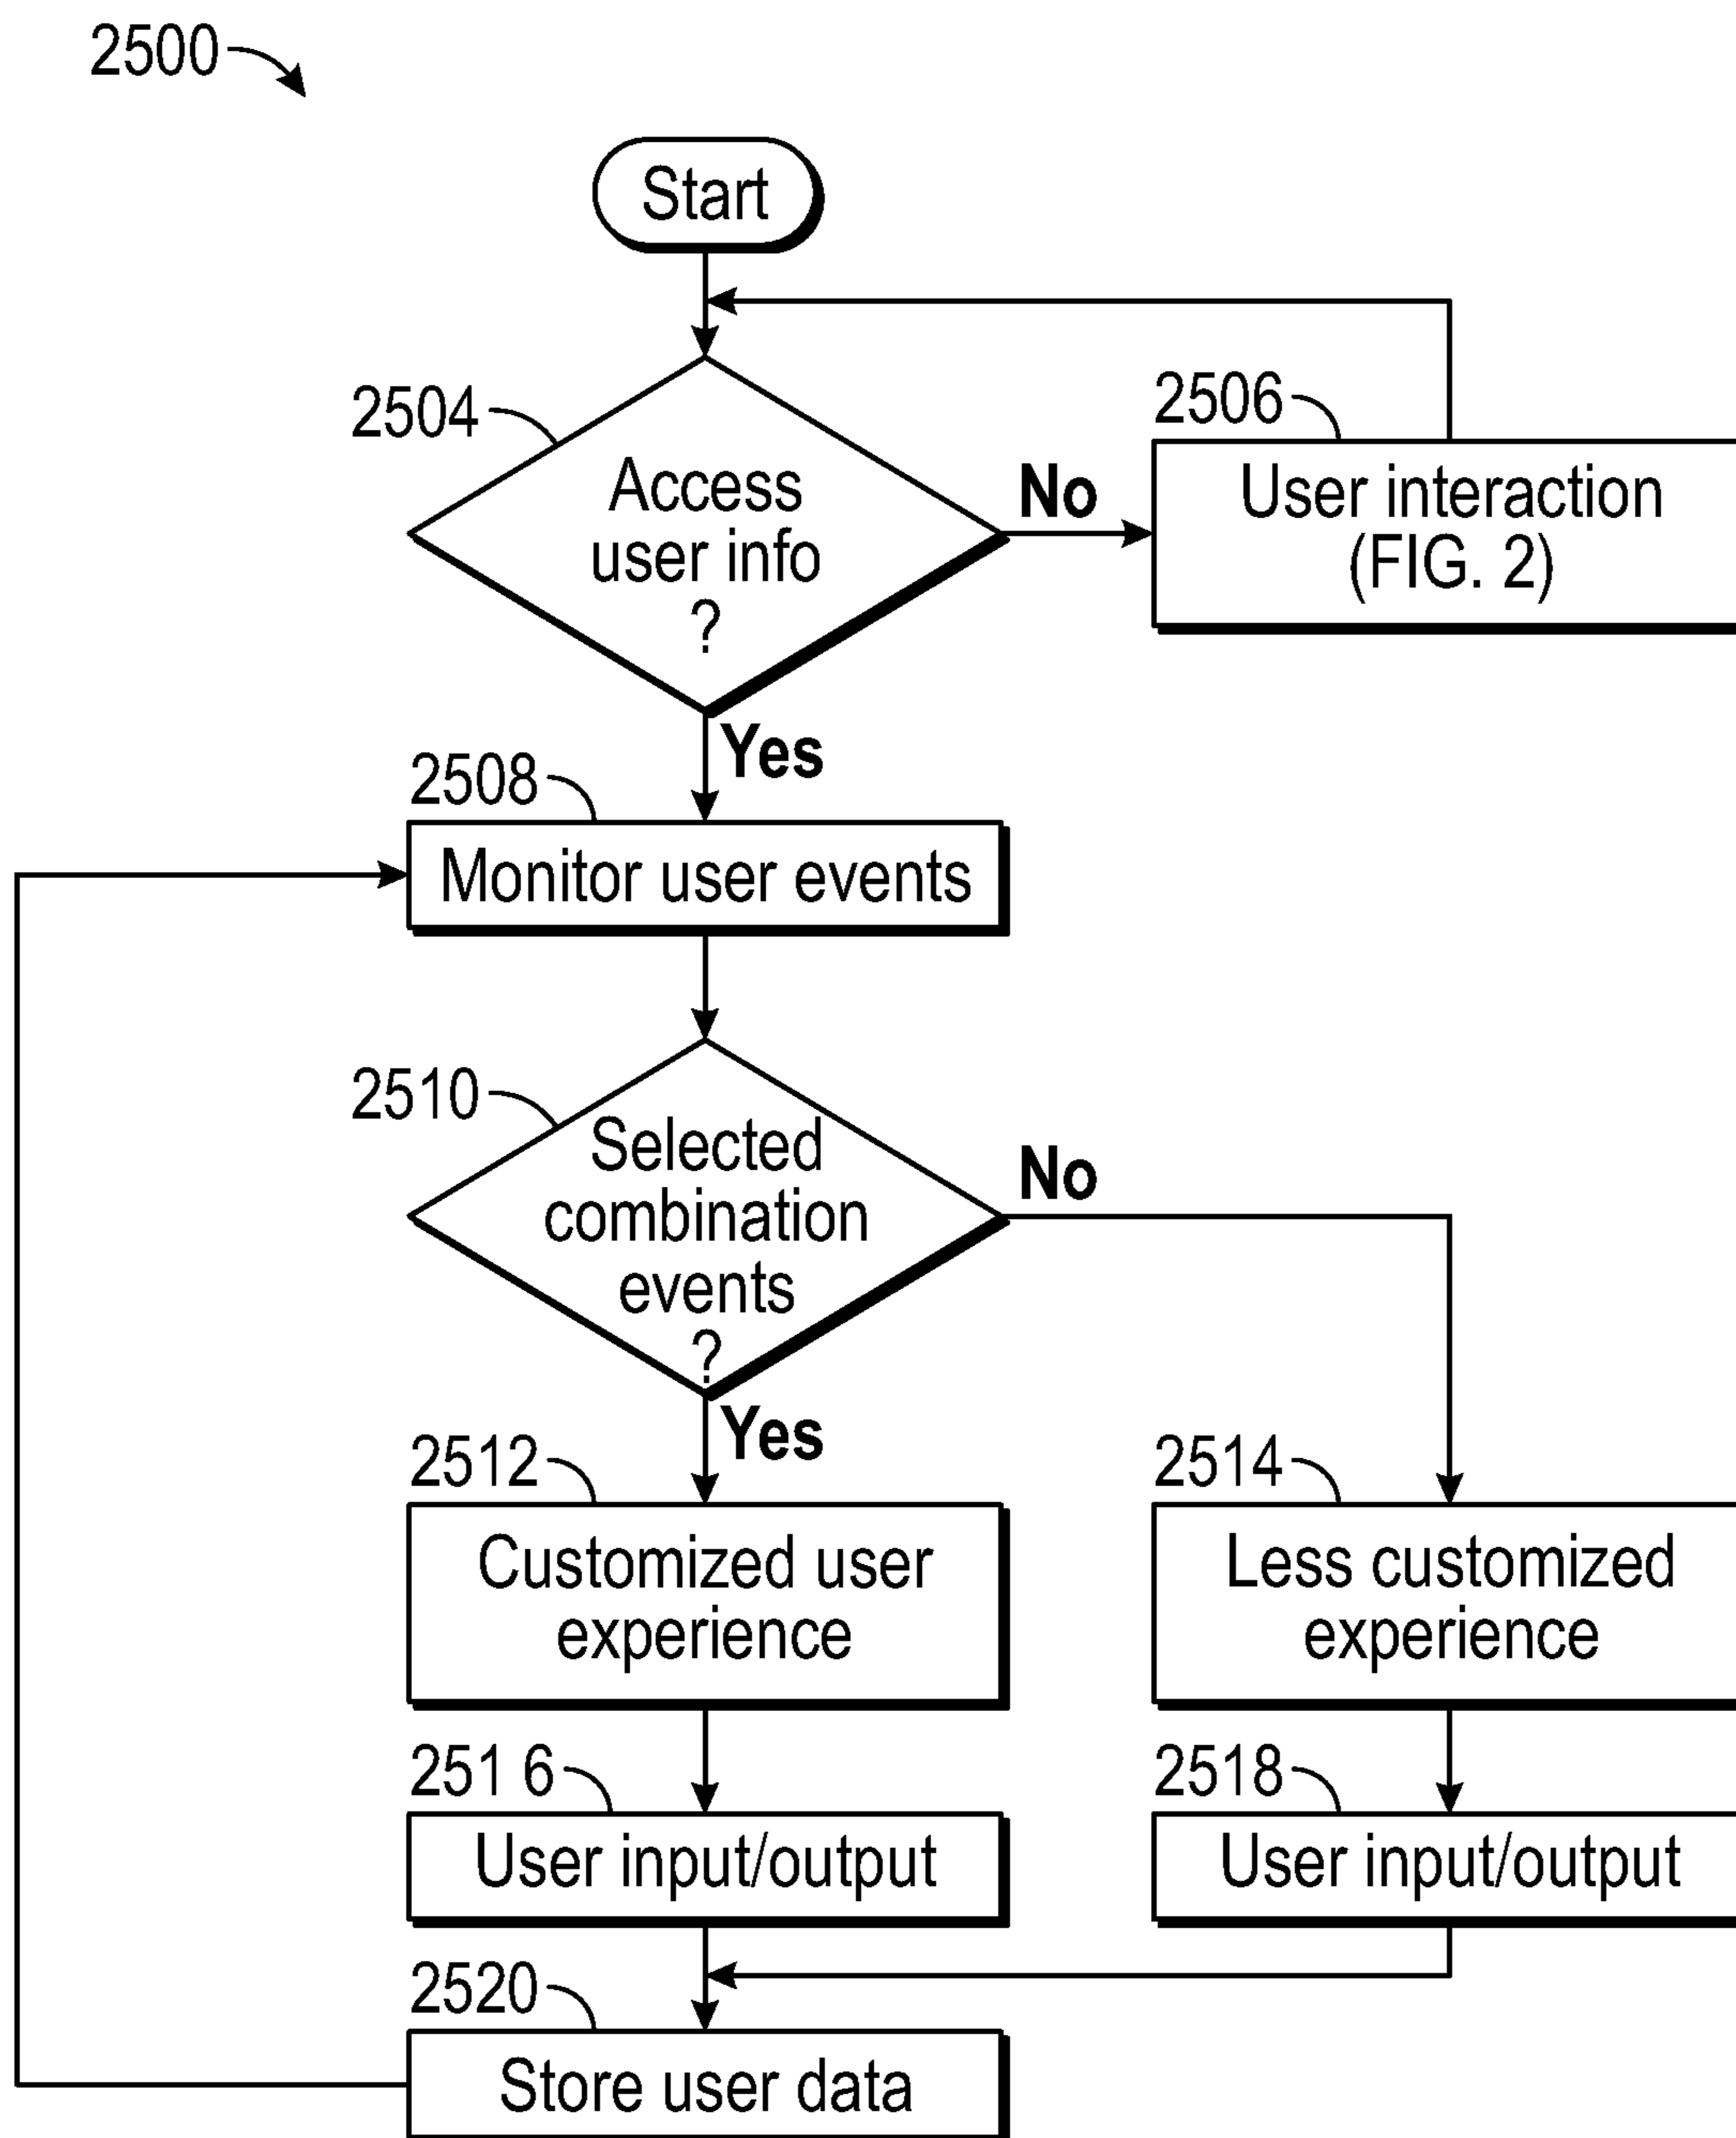 2500
Start
2504
Access
user info
?
No
2506
User interaction
(FIG. 2)
Yes
2508
Monitor user events
2510
Selected
combination
events
?
No
Yes
2512
Customized user
experience
2514
Less customized
experience
251 6
User input/output
2518
User input/output
2520
Store user data